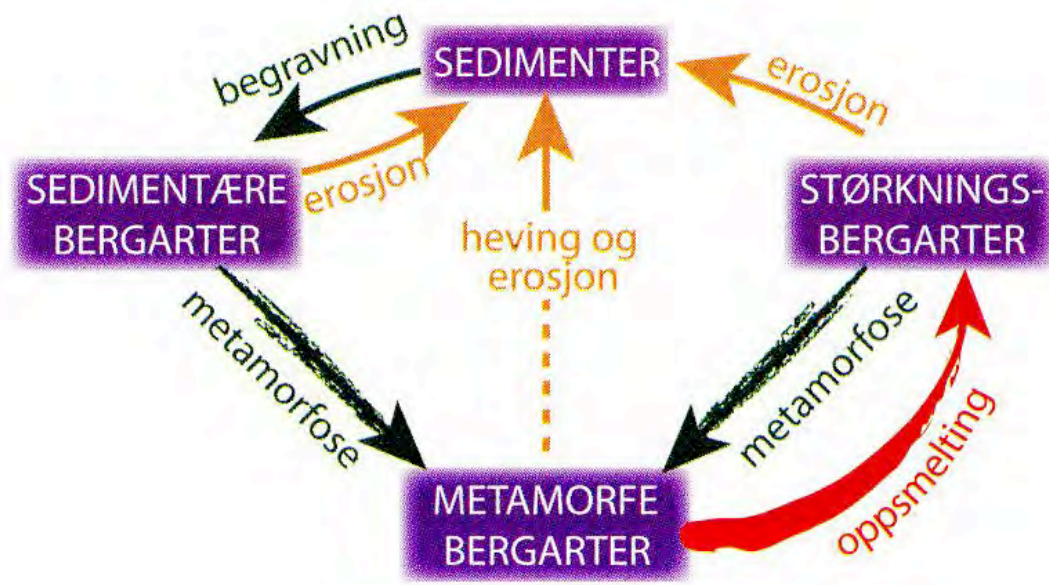 begravning
SEDIMENTER
erosjon
SEDIMENTÆRE
BERGARTER
erosjon
heving og
erosjon
STØRKNINGS-
BERGARTER
metamorfose
metamorfose
oppsmelting
METAMORFE
BERGARTER